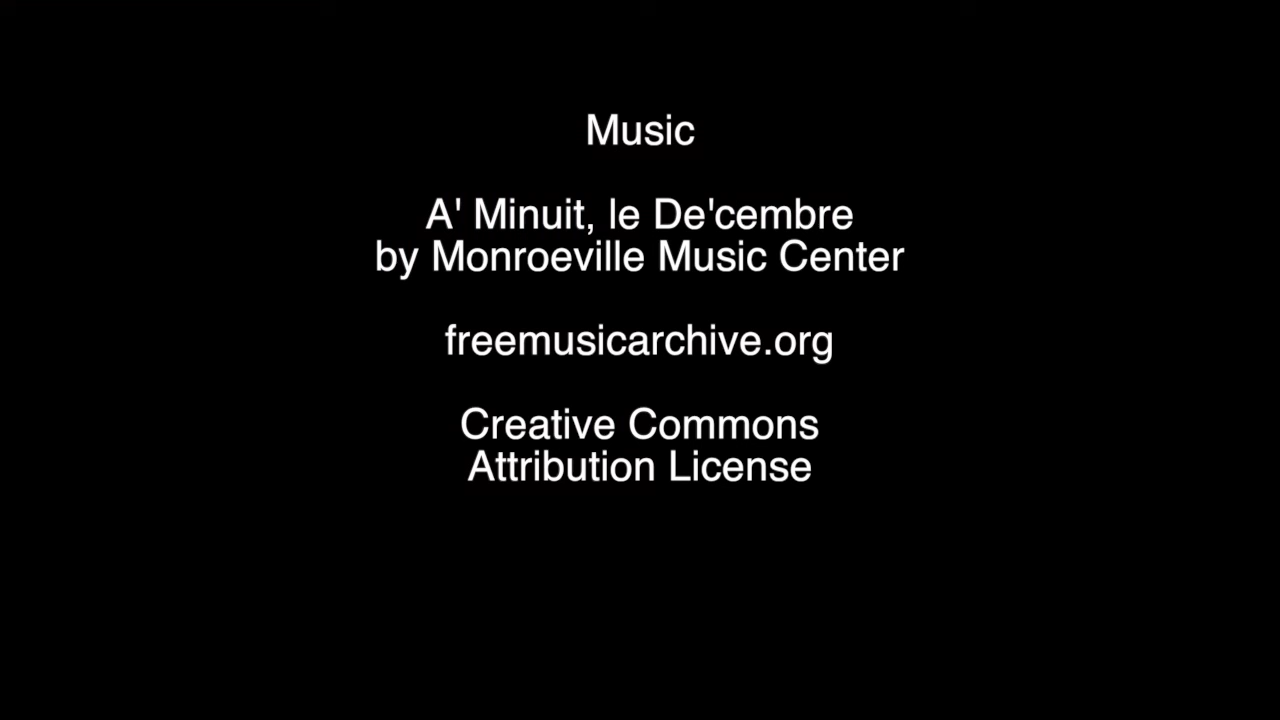 Music
A' Minuit, le De'cembre
by Monroeville Music Center
freemusicarchive.org
Creative Commons
Attribution License